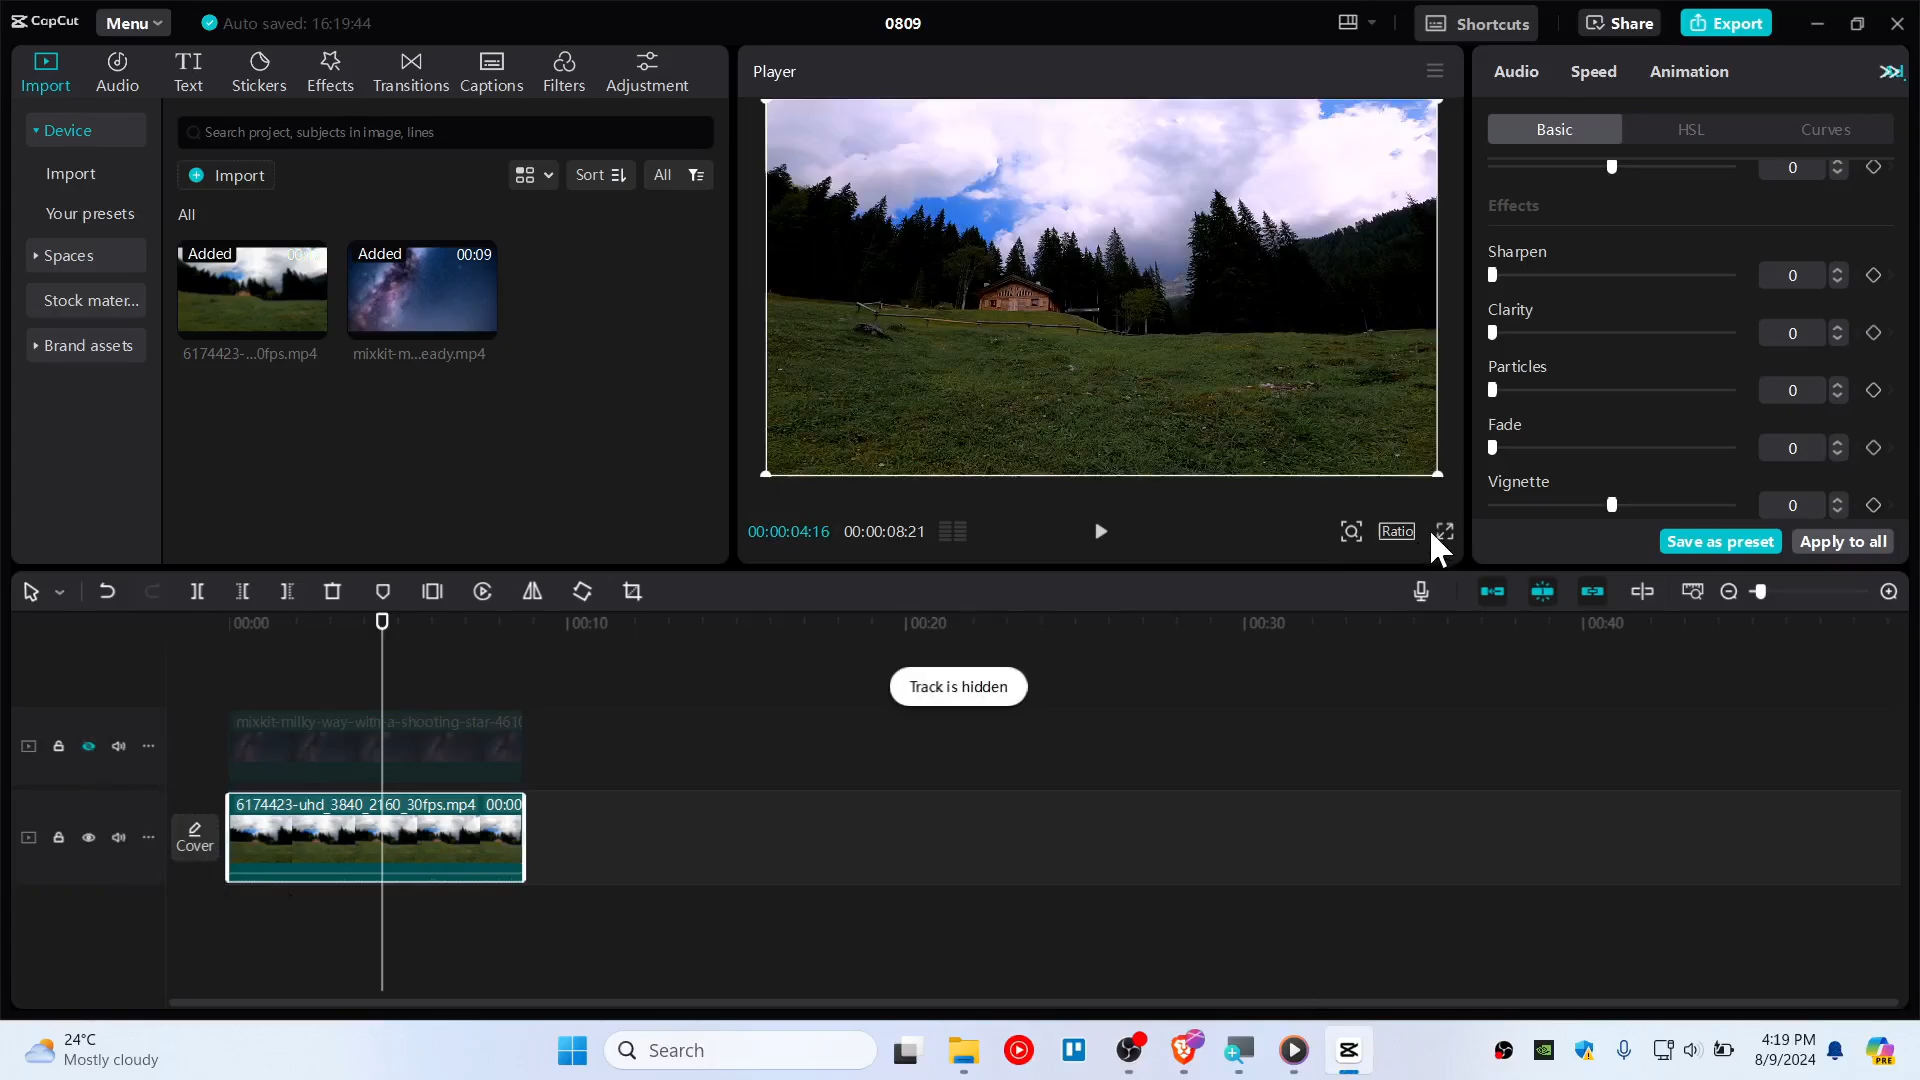 CapCut
Menu
Auto saved: 16:19:44
0809
Shortcuts
Share
Export
Import
Audio
Text
Stickers
Effects
Transitions
Captions
Filters
Adjustment
Device
Import
Your presets
Spaces
Stock mater...
Brand assets
Search project, subjects in image, lines
Import
Sort
All
All
Added
Added
00:09
6174423-...0fps.mp4
mixkit-m...eady.mp4
Player
00:00:04:16
00:00:08:21
Ratio
Audio
Speed
Animation
Basic
HSL
Curves
0
Effects
Sharpen
0
Clarity
0
Particles
0
Fade
0
Vignette
0
Save as preset
Apply to all
00:00
00:10
00:20
00:30
00:40
Track is hidden
mixkit-milky-way-with-a-shooting-star-461
Cover
6174423-uhd_3840_2160_30fps.mp4
00:00
24°C
Mostly cloudy
Search
4:19 PM
8/9/2024
PRE